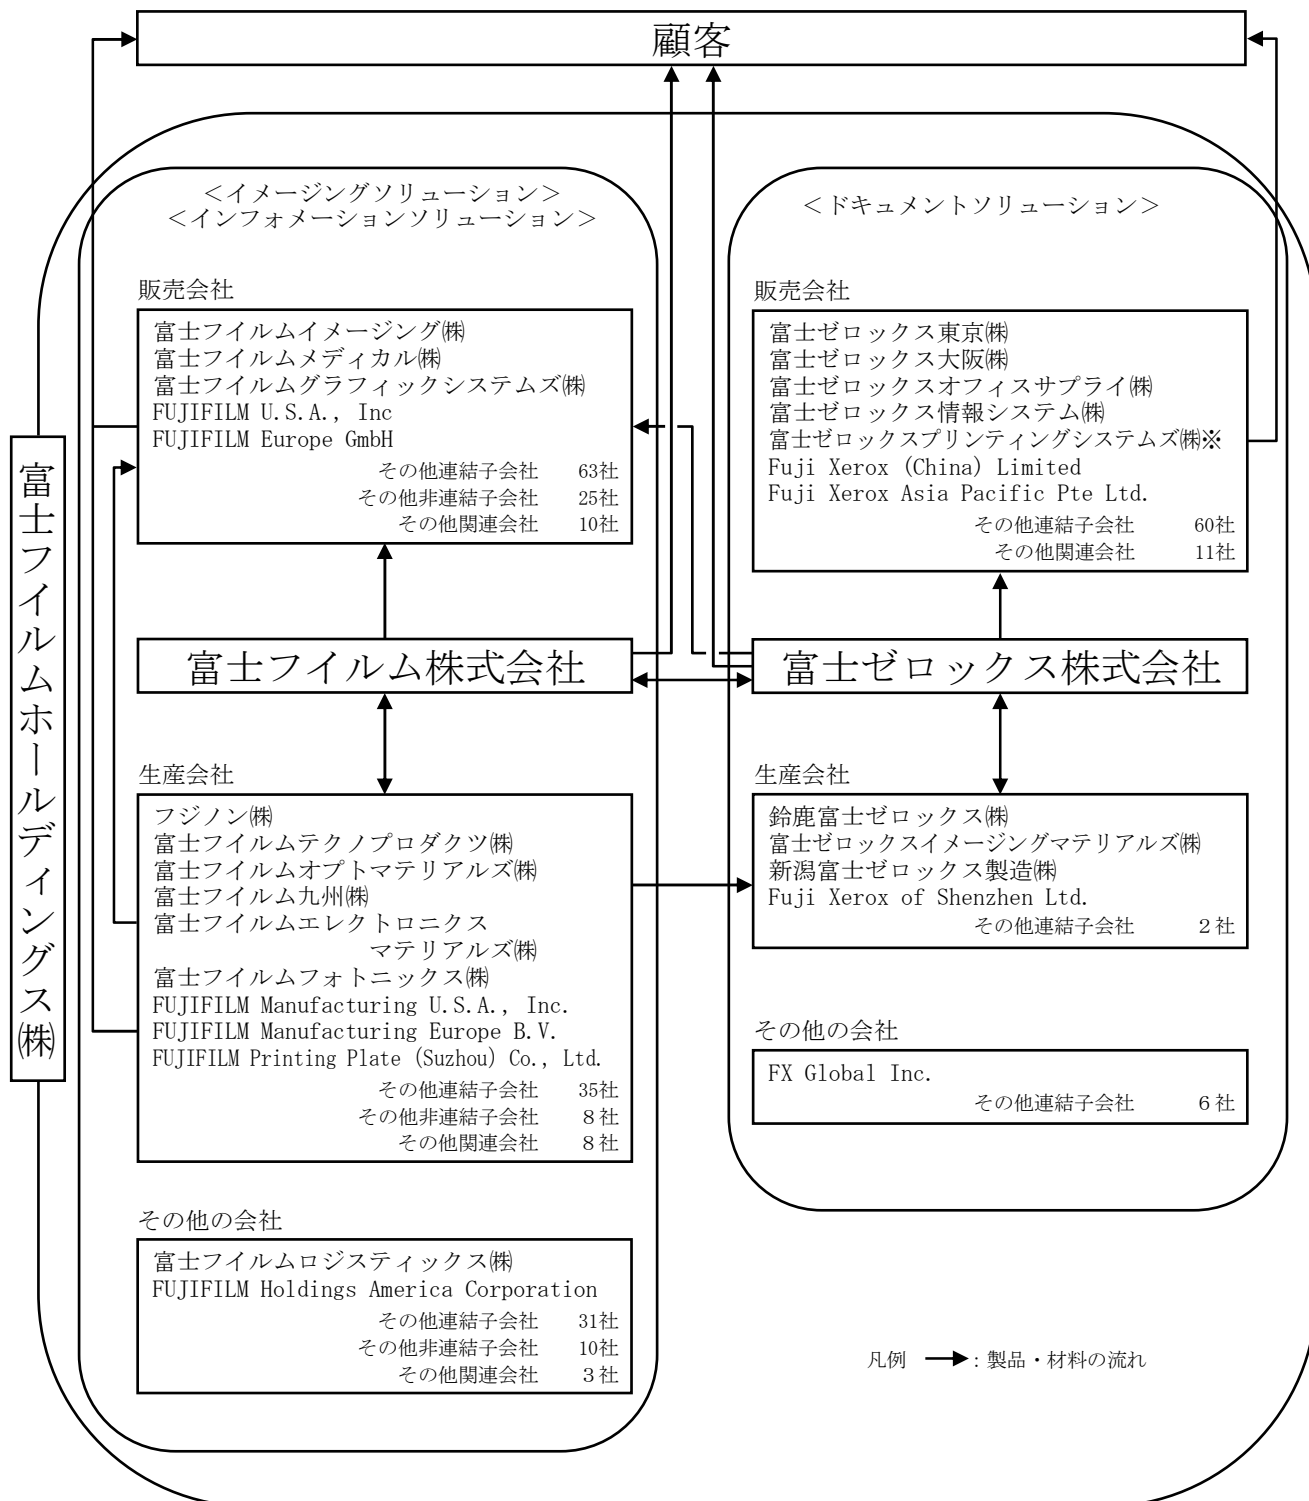 顧客
富士フイルムホールディングス㈱
＜イメージングソリューション＞
＜インフォメーションソリューション＞
販売会社
富士フイルムイメージング㈱
富士フイルムメディカル㈱
富士フイルムグラフィックシステムズ㈱
FUJIFILM U.S.A., Inc
FUJIFILM Europe GmbH
その他連結子会社 63社
その他非連結子会社 25社
その他関連会社 10社
富士フイルム株式会社
生産会社
フジノン㈱
富士フイルムテクノプロダクツ㈱
富士フイルムオプトマテリアルズ㈱
富士フイルム九州㈱
富士フイルムエレクトロニクス
マテリアルズ㈱
富士フイルムフォトニックス㈱
FUJIFILM Manufacturing U.S.A., Inc.
FUJIFILM Manufacturing Europe B.V.
FUJIFILM Printing Plate (Suzhou) Co., Ltd.
その他連結子会社 35社
その他非連結子会社 ８社
その他関連会社 ８社
その他の会社
富士フイルムロジスティックス㈱
FUJIFILM Holdings America Corporation
その他連結子会社 31社
その他非連結子会社 10社
その他関連会社 ３社
＜ドキュメントソリューション＞
販売会社
富士ゼロックス東京㈱
富士ゼロックス大阪㈱
富士ゼロックスオフィスサプライ㈱
富士ゼロックス情報システム㈱
富士ゼロックスプリンティングシステムズ㈱※
Fuji Xerox (China) Limited
Fuji Xerox Asia Pacific Pte Ltd.
その他連結子会社 60社
その他関連会社 11社
富士ゼロックス株式会社
生産会社
鈴鹿富士ゼロックス㈱
富士ゼロックスイメージングマテリアルズ㈱
新潟富士ゼロックス製造㈱
Fuji Xerox of Shenzhen Ltd.
その他連結子会社 ２社
その他の会社
FX Global Inc.
その他連結子会社 ６社
凡例 ：製品・材料の流れ